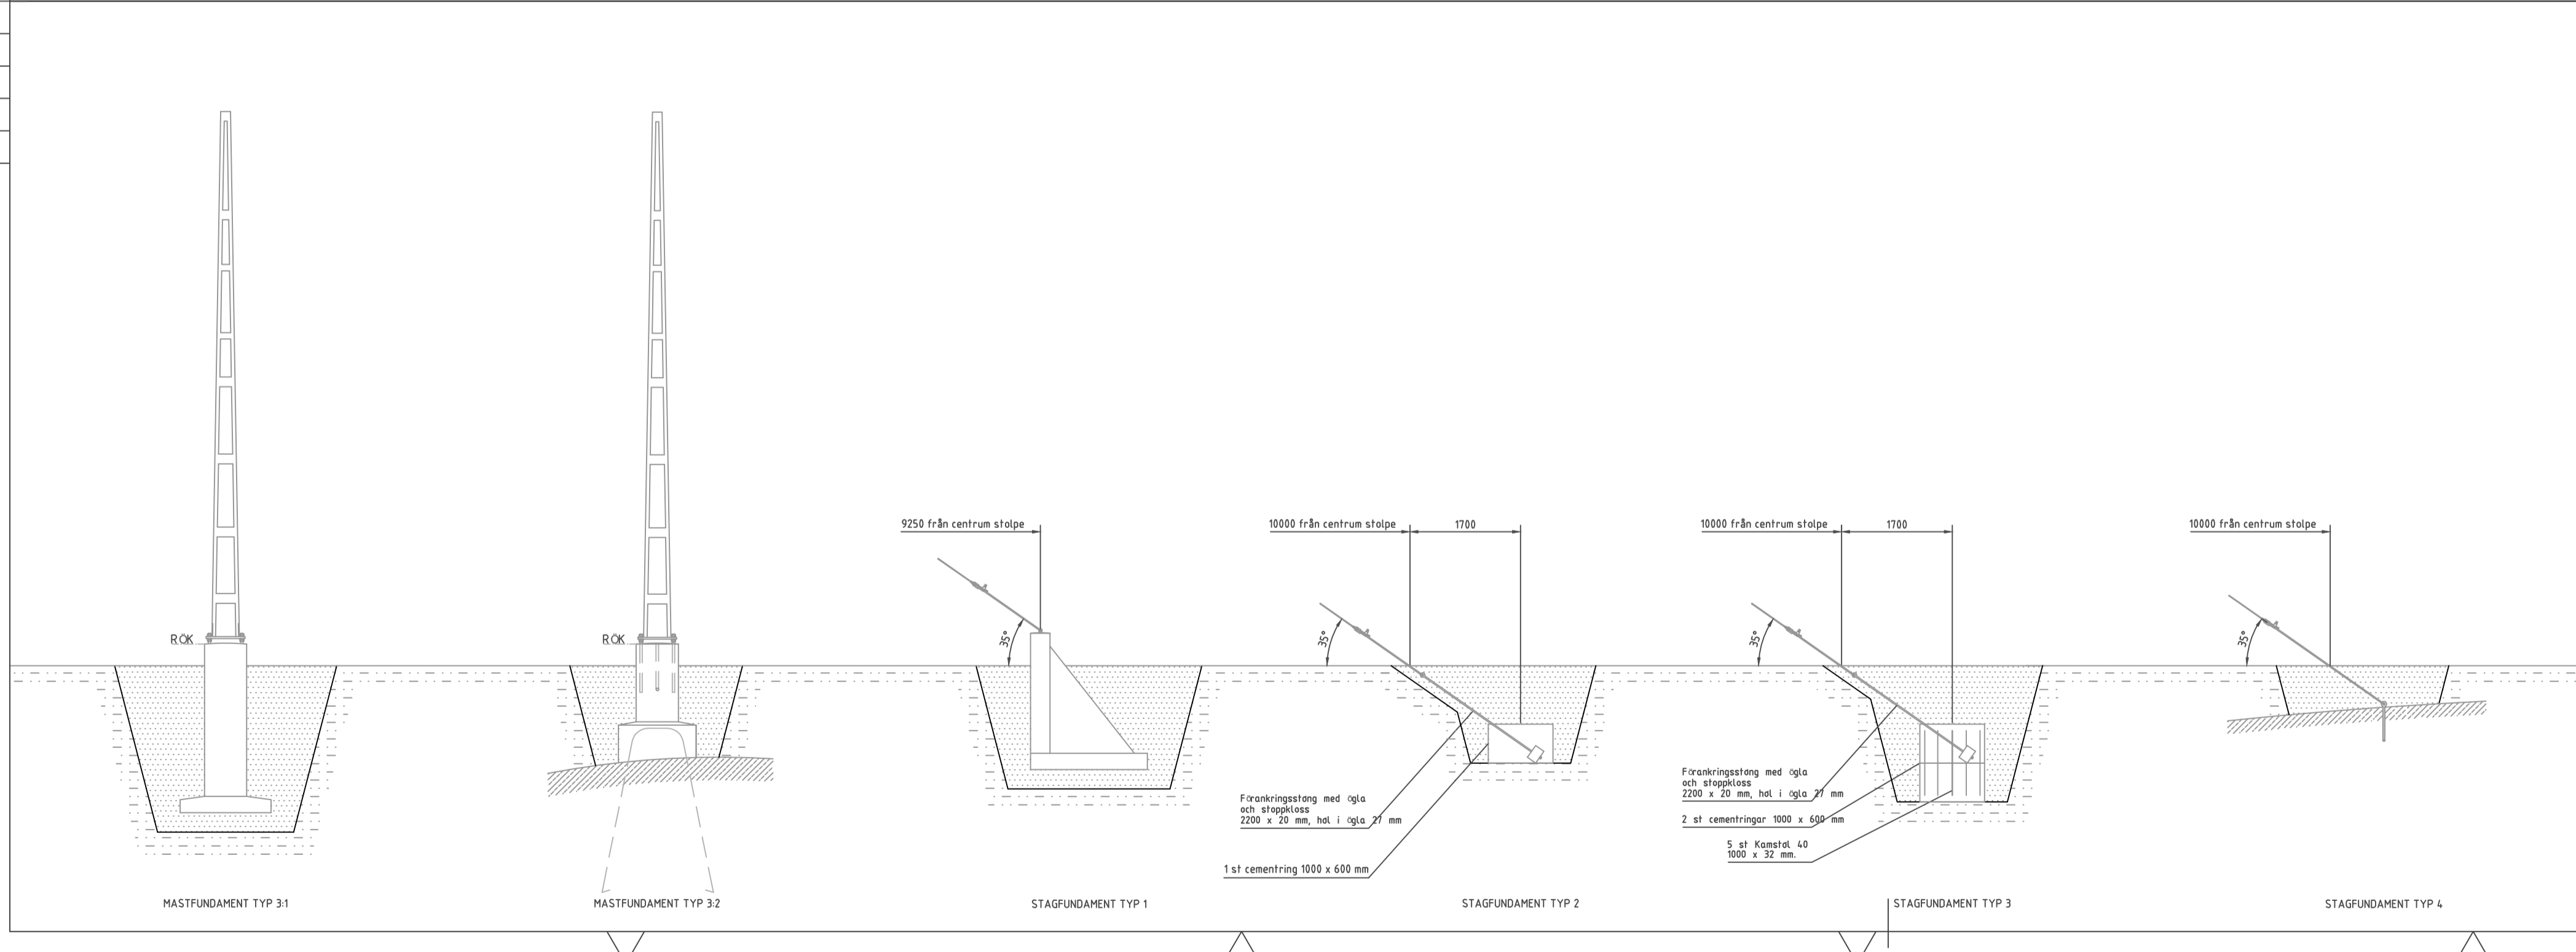 9250 från centrum stolpe
10000 från centrum stolpe
1700
10000 från centrum stolpe
1700
10000 från centrum stolpe
RÖK
RÖK
35°
35°
35°
35°
Förankringsstång med ögla
och stoppkloss
2200 x 20 mm, hål i ögla 27 mm
1 st cementring 1000 x 600 mm
Förankringsstång med ögla
och stoppkloss
2200 x 20 mm, hål i ögla 27 mm
2 st cementringar 1000 x 600 mm
5 st Kamstål 40
1000 x 32 mm.
MASTFUNDAMENT TYP 3:1
MASTFUNDAMENT TYP 3:2
STAGFUNDAMENT TYP 1
STAGFUNDAMENT TYP 2
STAGFUNDAMENT TYP 3
STAGFUNDAMENT TYP 4